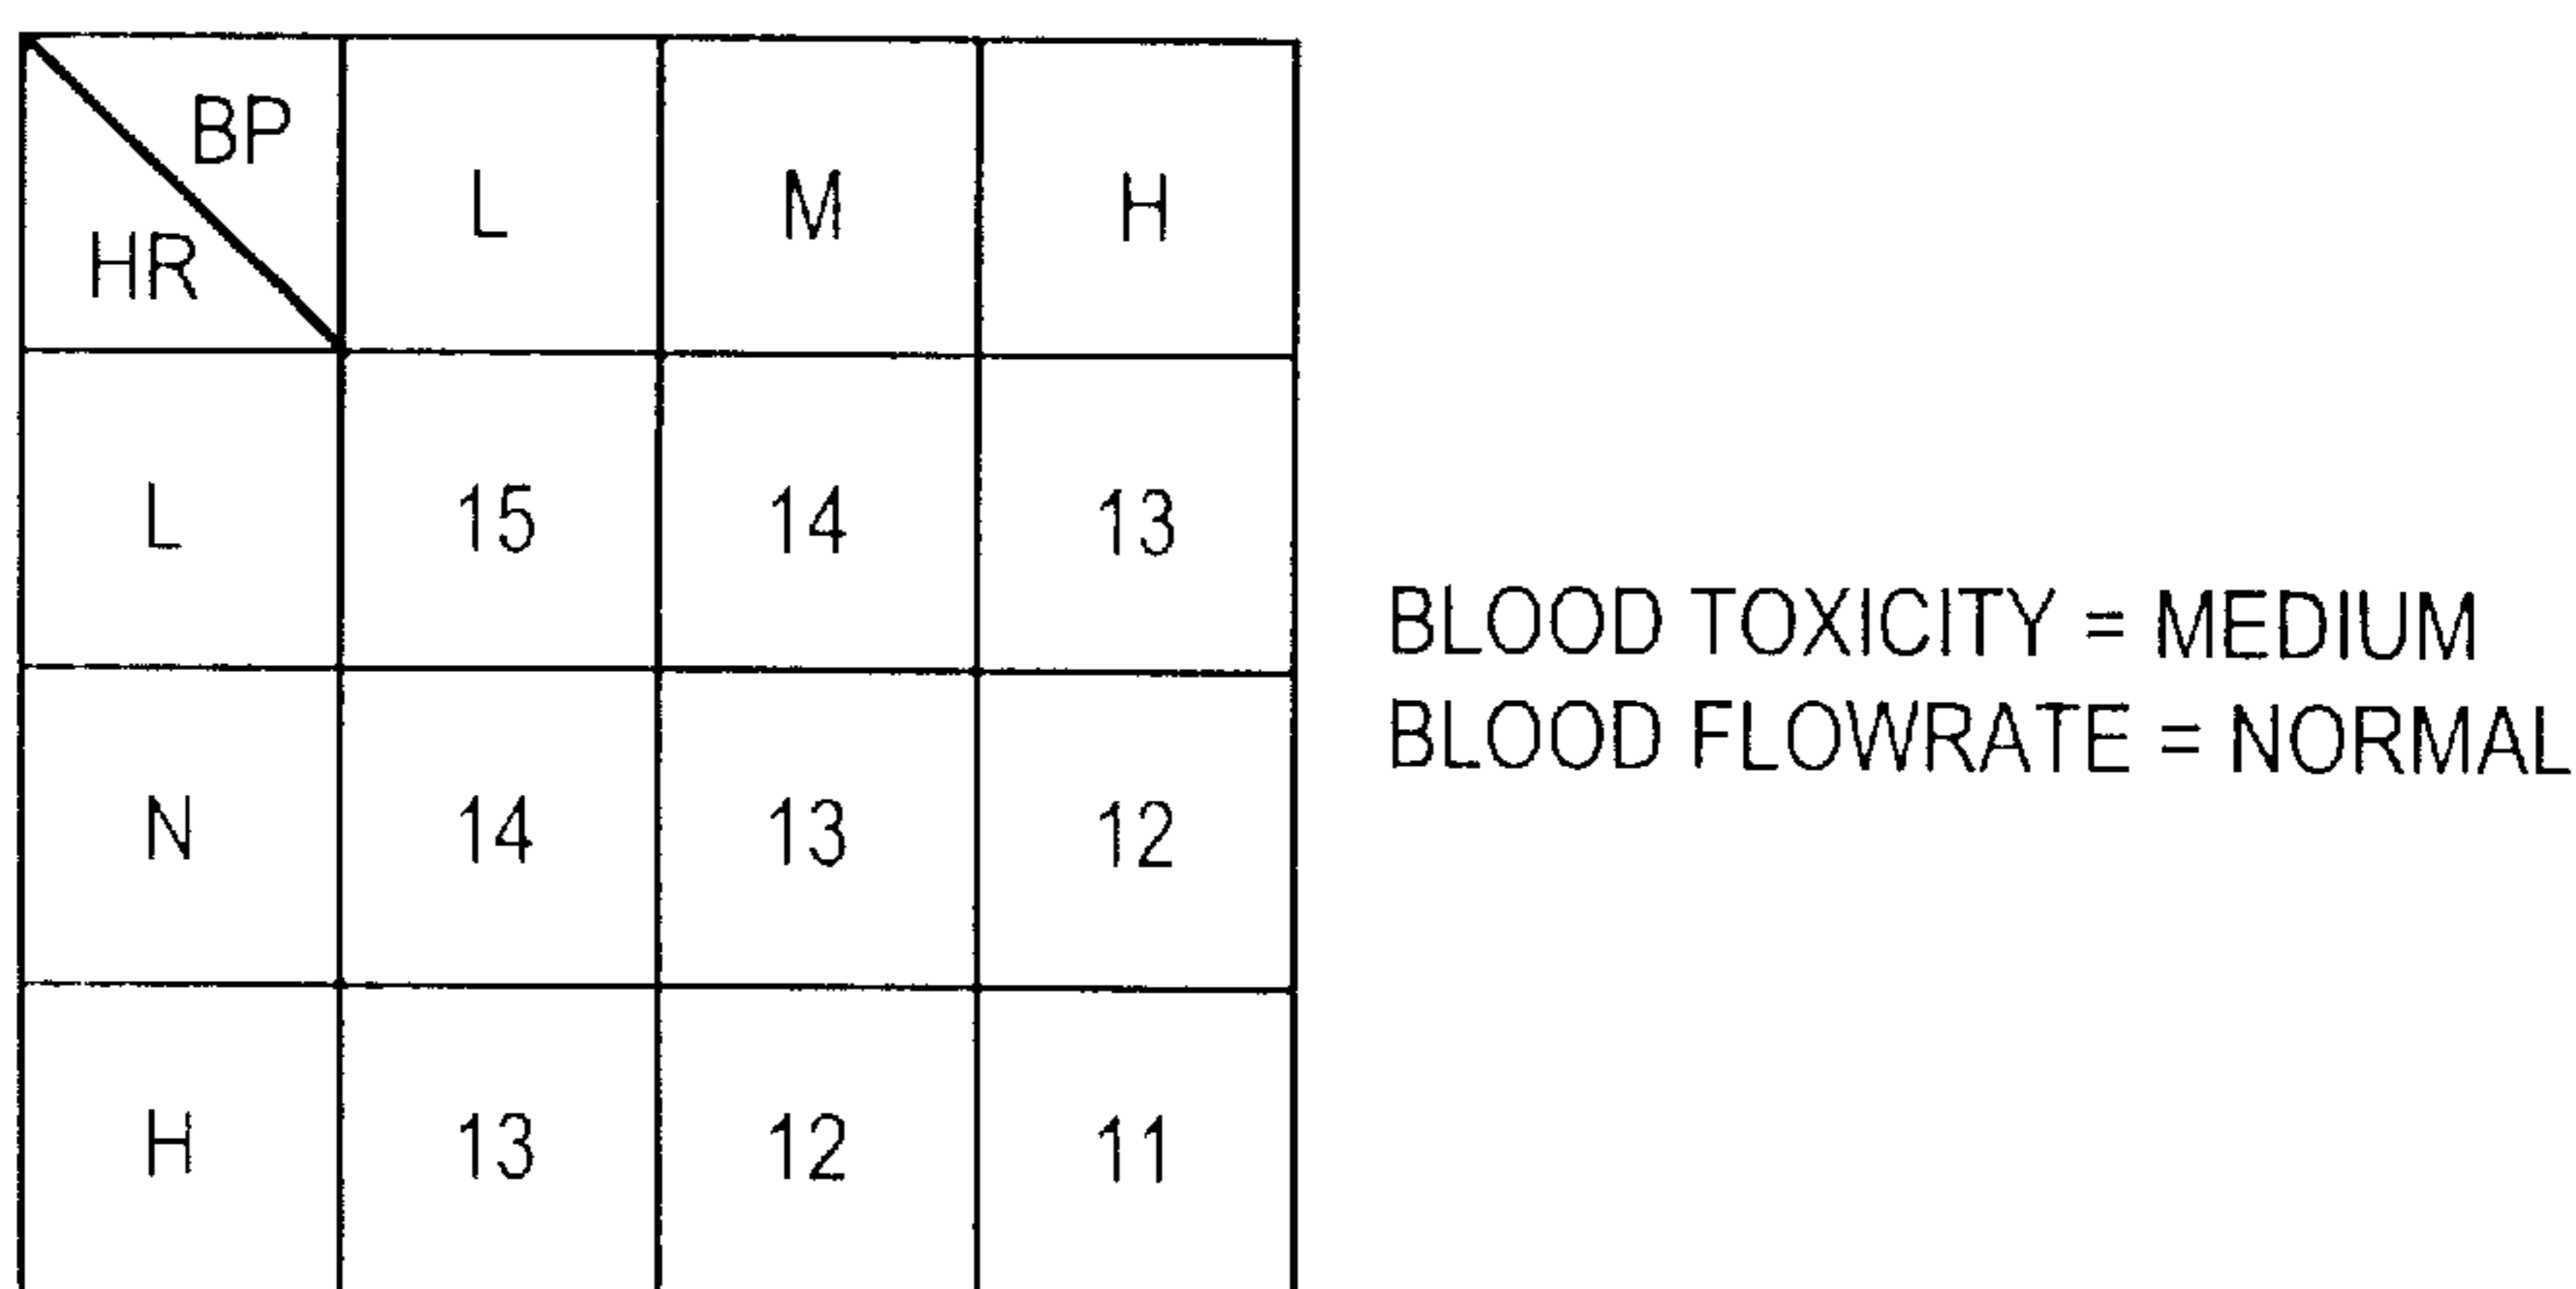 BP
HR
L M H
L 15 14 13
BLOOD TOXICITY = MEDIUM
BLOOD FLOWRATE = NORMAL
N 14 13 12
H 13 12 11